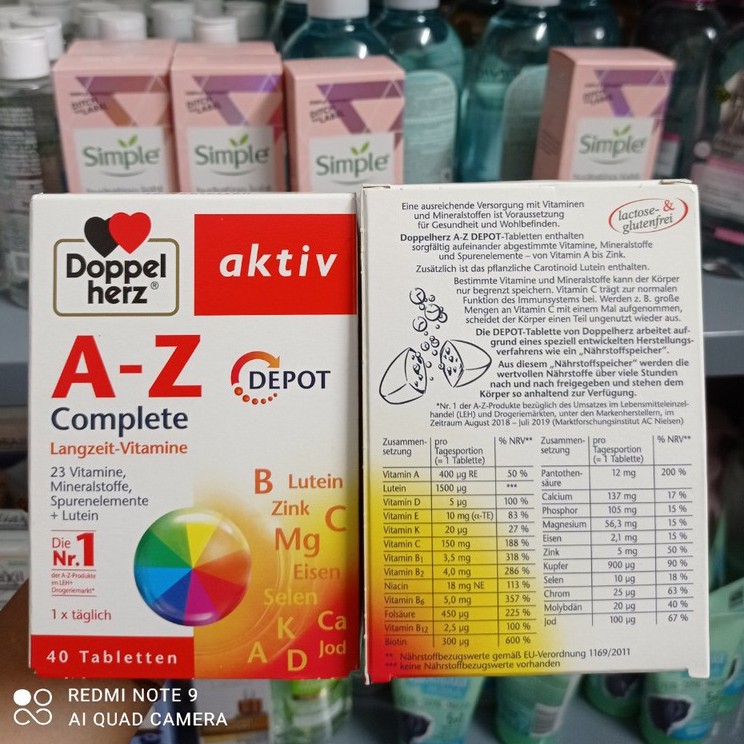 Simple
Simple
Simple
Simple
Doppel
herz®
aktiv
A-Z
DEPOT
Complete
Langzeit-Vitamine
23 Vitamine,
Mineralstoffe,
Spurenelemente
+ Lutein
Die
Nr.1
der A-Z-Produkte
im LEH+
Drogeriemarkt*
1 x täglich
40 Tabletten
B Lutein
Zink C
Mg
Eisen
Selen
K Ca
A D Jod
Eine ausreichende Versorgung mit Vitaminen
und Mineralstoffen ist Voraussetzung
für Gesundheit und Wohlbefinden.
lactose- &
glutenfrei
Doppelherz A-Z DEPOT-Tabletten enthalten
sorgfältig aufeinander abgestimmte Vitamine, Mineralstoffe
und Spurenelemente – von Vitamin A bis Zink.
Zusätzlich ist das pflanzliche Carotinoid Lutein enthalten.
Bestimmte Vitamine und Mineralstoffe kann der Körper
nur begrenzt speichern. Vitamin C trägt zur normalen
Funktion des Immunsystems bei. Werden z. B. große
Mengen an Vitamin C mit einem Mal aufgenommen,
scheidet der Körper einen Teil ungenutzt wieder aus.
Die DEPOT-Tablette von Doppelherz arbeitet auf-
grund eines speziell entwickelten Herstellungs-
verfahrens wie ein „Nährstoffspeicher".
Aus diesem „Nährstoffspeicher" werden die
wertvollen Nährstoffe über viele Stunden
nach und nach freigegeben und stehen dem
Körper so anhaltend zur Verfügung.
*Nr. 1 der A-Z-Produkte bezüglich des Umsatzes im Lebensmitteleinzel-
handel (LEH) und Drogeriemärkten, unter den Markenherstellern, im
Zeitraum August 2018 – Juli 2019 (Marktforschungsinstitut AC Nielsen)
Zusammen-
setzung pro Tagesportion (= 1 Tablette) % NRV**
Vitamin A 400 µg RE 50 %
Lutein 1500 µg ***
Vitamin D 5 µg 100 %
Vitamin E 10 mg (α-TE) 83 %
Vitamin K 20 µg 27 %
Vitamin C 150 mg 188 %
Vitamin B1 3,5 mg 318 %
Vitamin B2 4,0 mg 286 %
Niacin 18 mg NE 113 %
Vitamin B6 5,0 mg 357 %
Folsäure 450 µg 225 %
Vitamin B12 2,5 µg 100 %
Biotin 300 µg 600 %
Zusammen-
setzung pro Tagesportion (= 1 Tablette) % NRV**
Pantothen-
säure 12 mg 200 %
Calcium 137 mg 17 %
Phosphor 105 mg 15 %
Magnesium 56,3 mg 15 %
Eisen 2,1 mg 15 %
Zink 5 mg 50 %
Kupfer 900 µg 90 %
Selen 10 µg 18 %
Chrom 25 µg 63 %
Molybdän 20 µg 40 %
Jod 100 µg 67 %
**. Nährstoffbezugswerte gemäß EU-Verordnung 1169/2011
*** keine Nährstoffbezugswerte vorhanden
REDMI NOTE 9
AI QUAD CAMERA